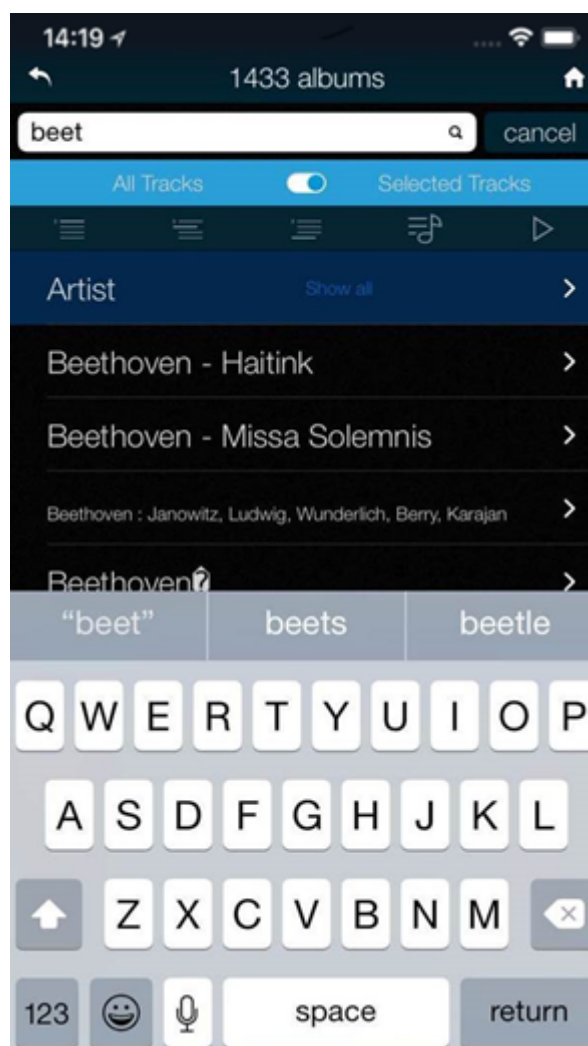 14:19
1433 albums
beet
cancel
All Tracks
Selected Tracks
Artist
Show all
Beethoven - Haitink
Beethoven - Missa Solemnis
Beethoven : Janowitz, Ludwig, Wunderlich, Berry, Karajan
Beethoven�
“beet” beets beetle
Q W E R T Y U I O P
A S D F G H J K L
Z X C V B N M
123 space return